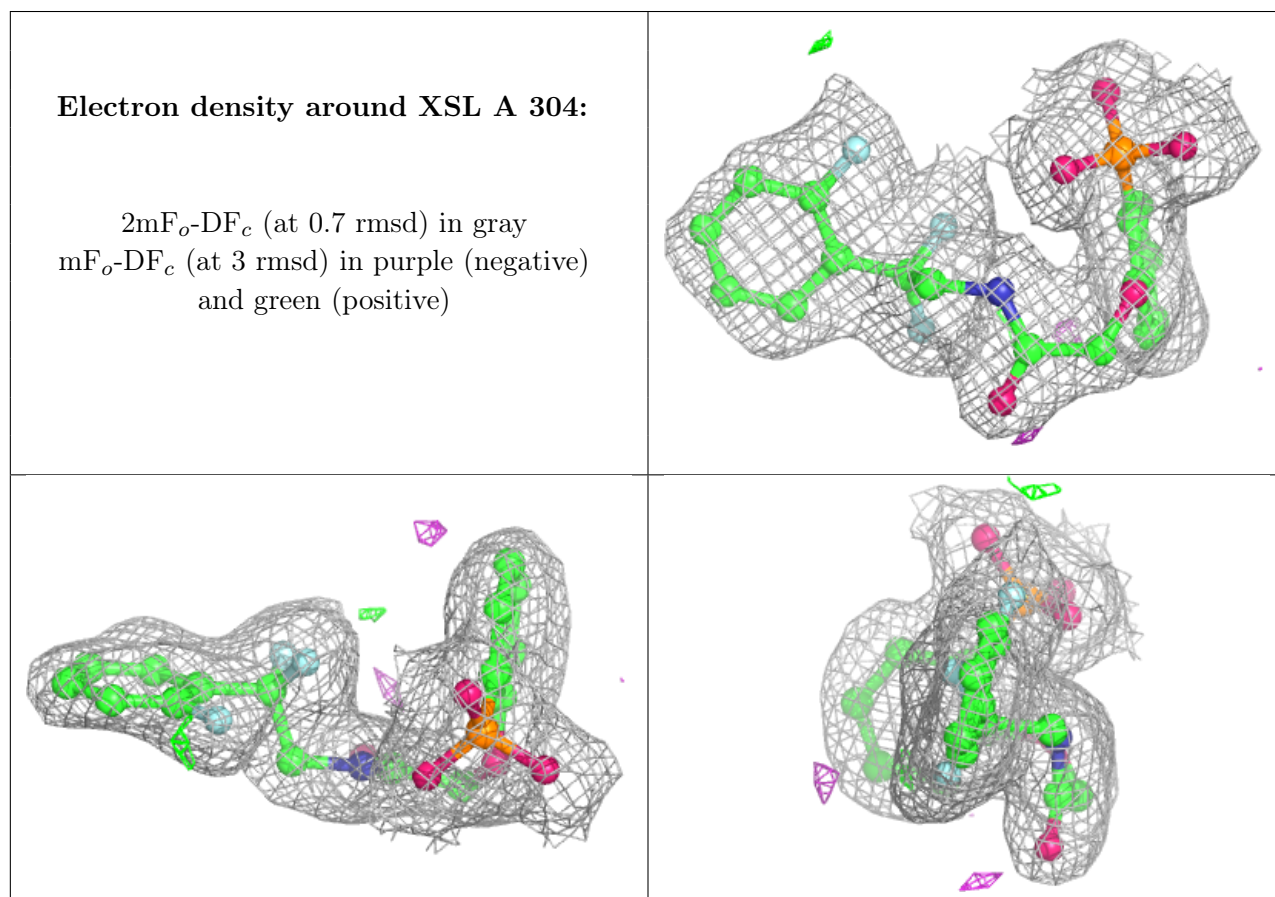 Electron density around XSL A 304:
2mFo-DFc (at 0.7 rmsd) in gray
mFo-DFc (at 3 rmsd) in purple (negative)
and green (positive)